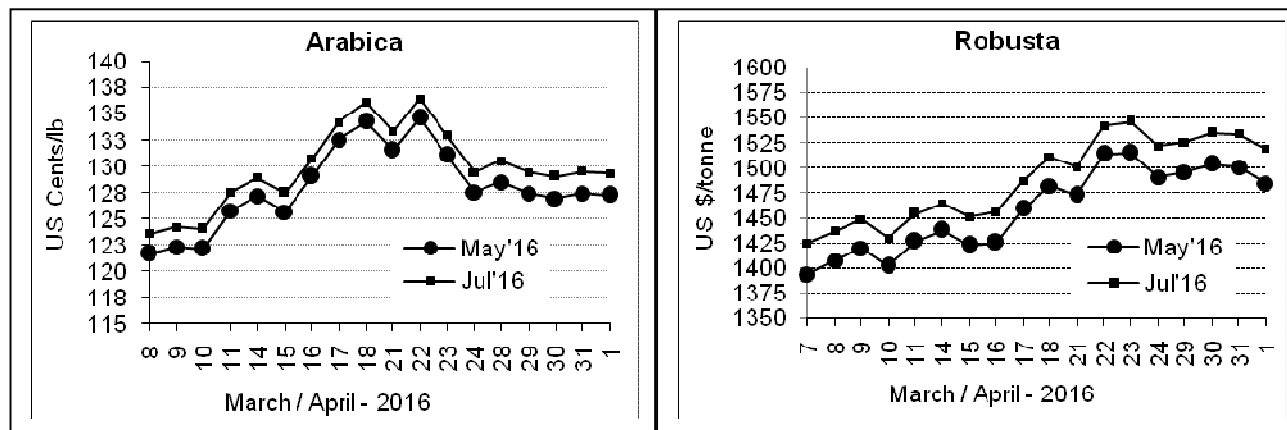 Arabica
US Cents/lb
140
138
135
133
130
128
125
123
120
118
115
May'16
Jul'16
8 9 10 11 14 15 16 17 18 21 22 23 24 28 29 30 31 1
March / April - 2016
Robusta
US $/tonne
1600
1575
1550
1525
1500
1475
1450
1425
1400
1375
1350
May'16
Jul'16
7 8 9 10 11 14 15 16 17 18 21 22 23 24 29 30 31 1
March / April - 2016